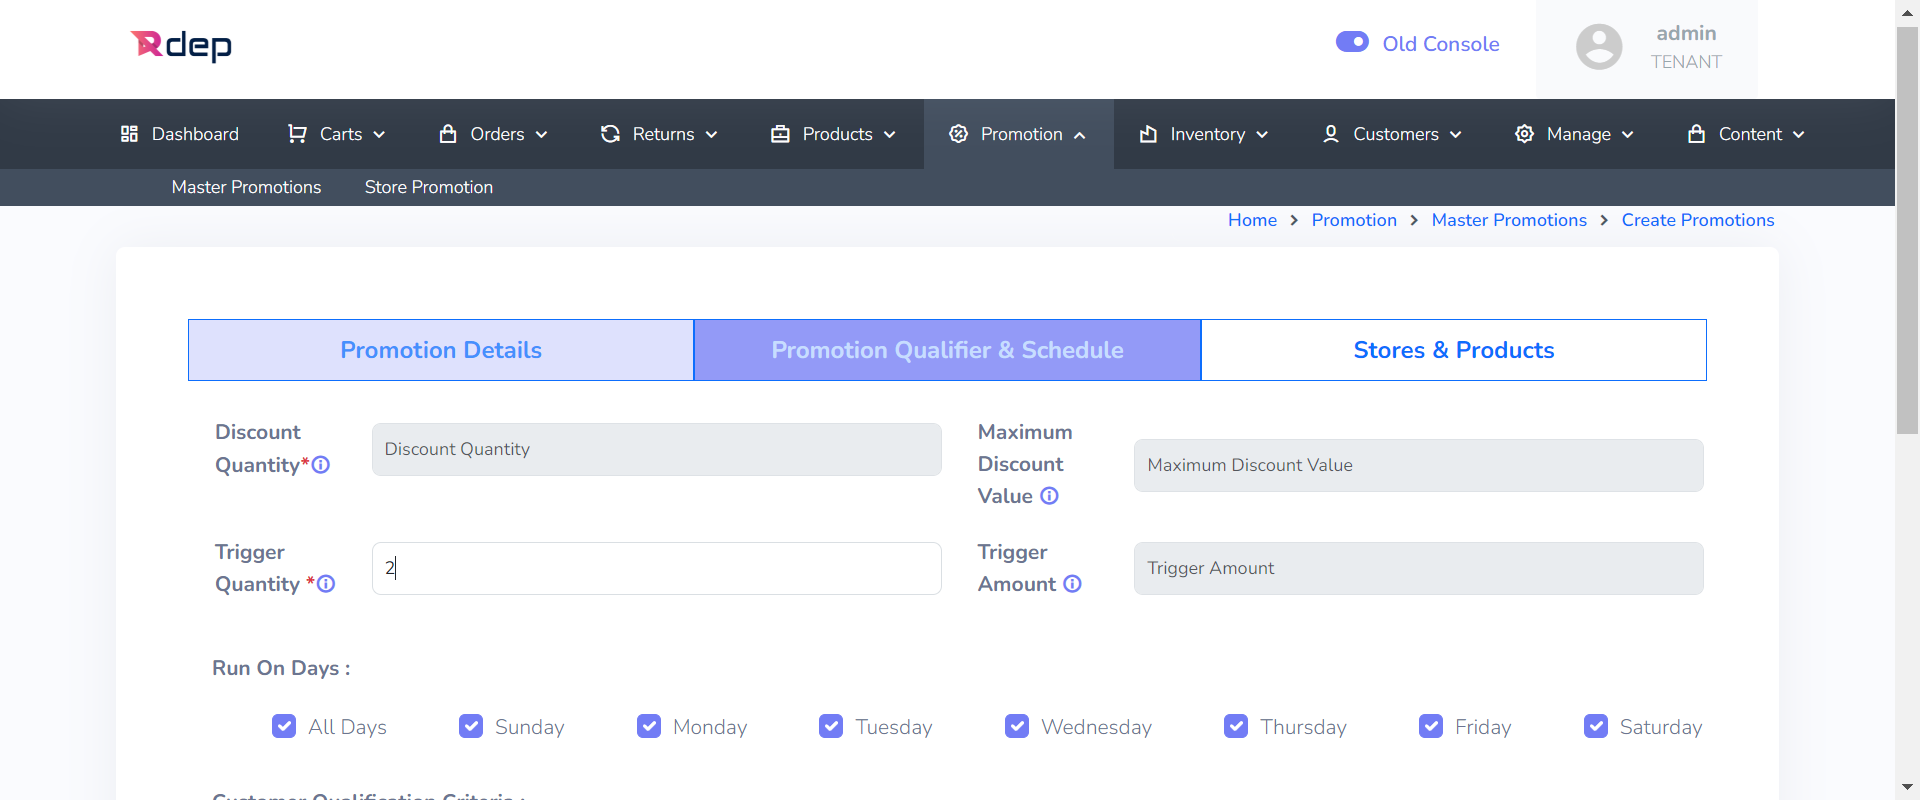 Rdep
Old Console
admin
TENANT
Dashboard Carts Orders Returns Products Promotion Inventory Customers Manage Content
Master Promotions Store Promotion
Home > Promotion > Master Promotions > Create Promotions
Promotion Details Promotion Qualifier & Schedule Stores & Products
Discount
Quantity*
Discount Quantity
Maximum
Discount
Value
Maximum Discount Value
Trigger
Quantity *
2
Trigger
Amount
Trigger Amount
Run On Days :
All Days Sunday Monday Tuesday Wednesday Thursday Friday Saturday
Customer Qualification Criteria :